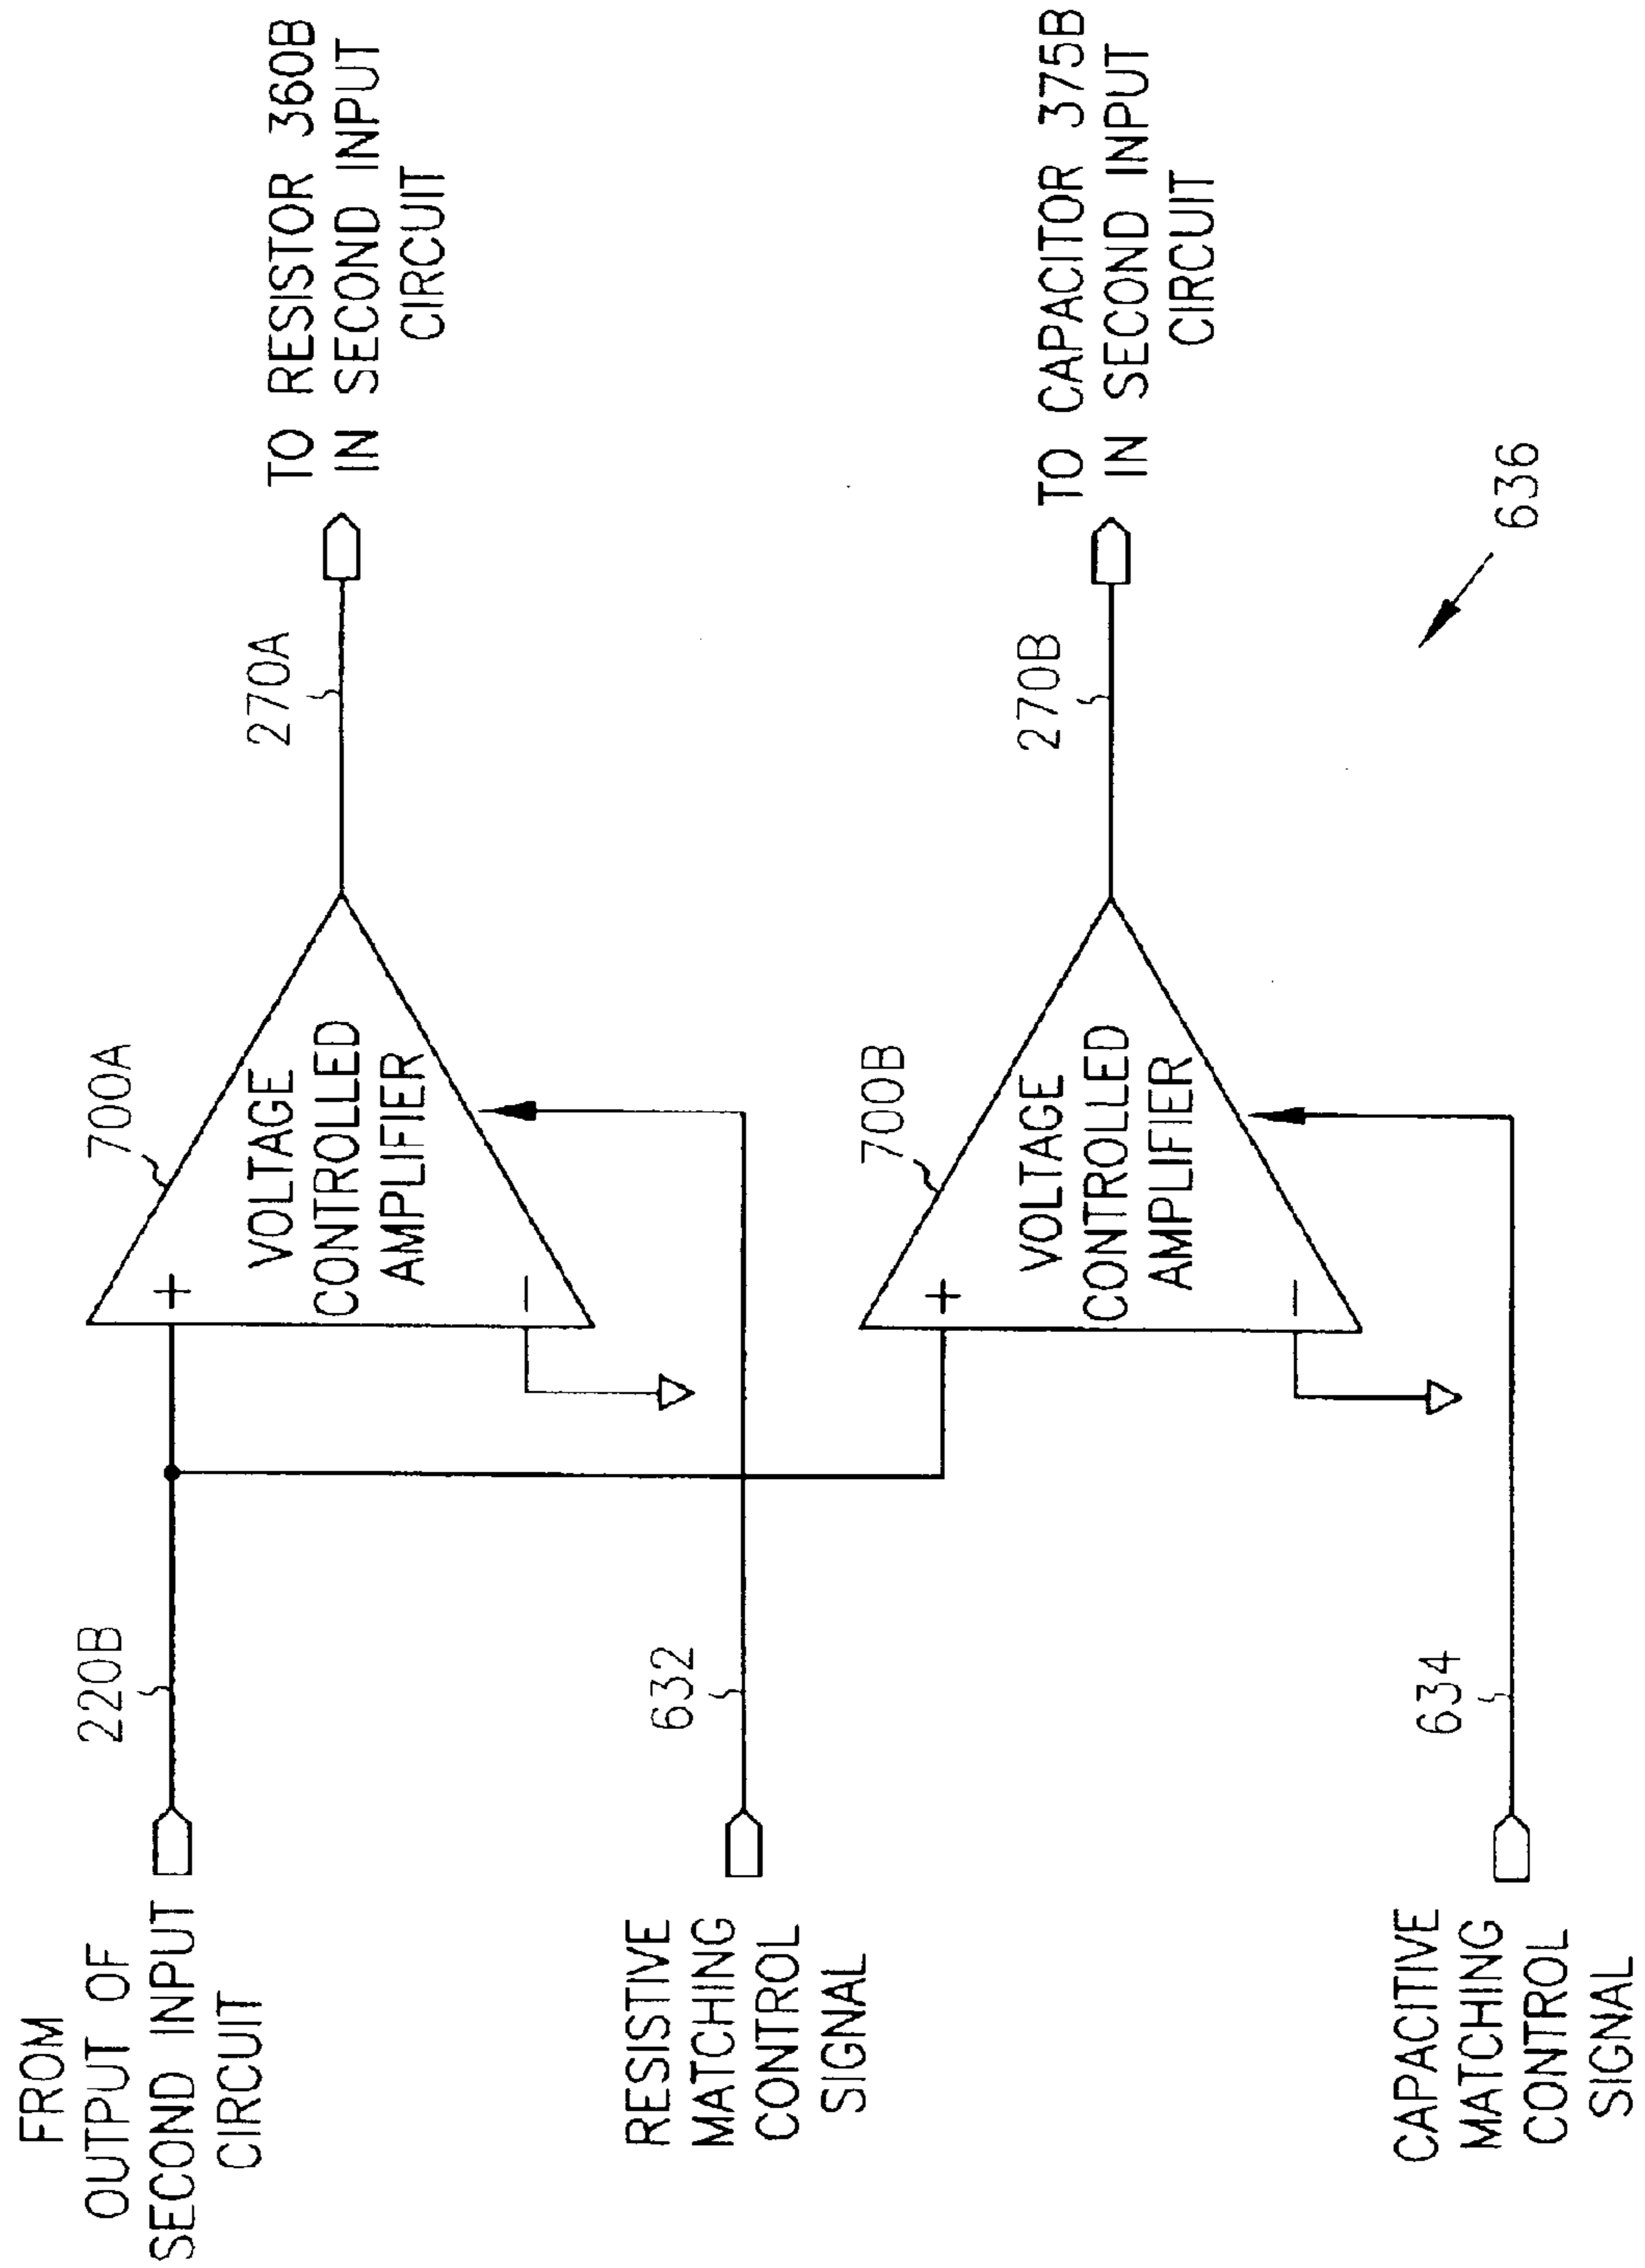 FROM
OUTPUT OF
SECOND INPUT
CIRCUIT
220B
700A
+
VOLTAGE
CONTROLLED
AMPLIFIER
−
270A
TO RESISTOR 360B
IN SECOND INPUT
CIRCUIT
RESISTIVE
MATCHING
CONTROL
SIGNAL
632
700B
+
VOLTAGE
CONTROLLED
AMPLIFIER
−
270B
TO CAPACITOR 375B
IN SECOND INPUT
CIRCUIT
CAPACITIVE
MATCHING
CONTROL
SIGNAL
634
636